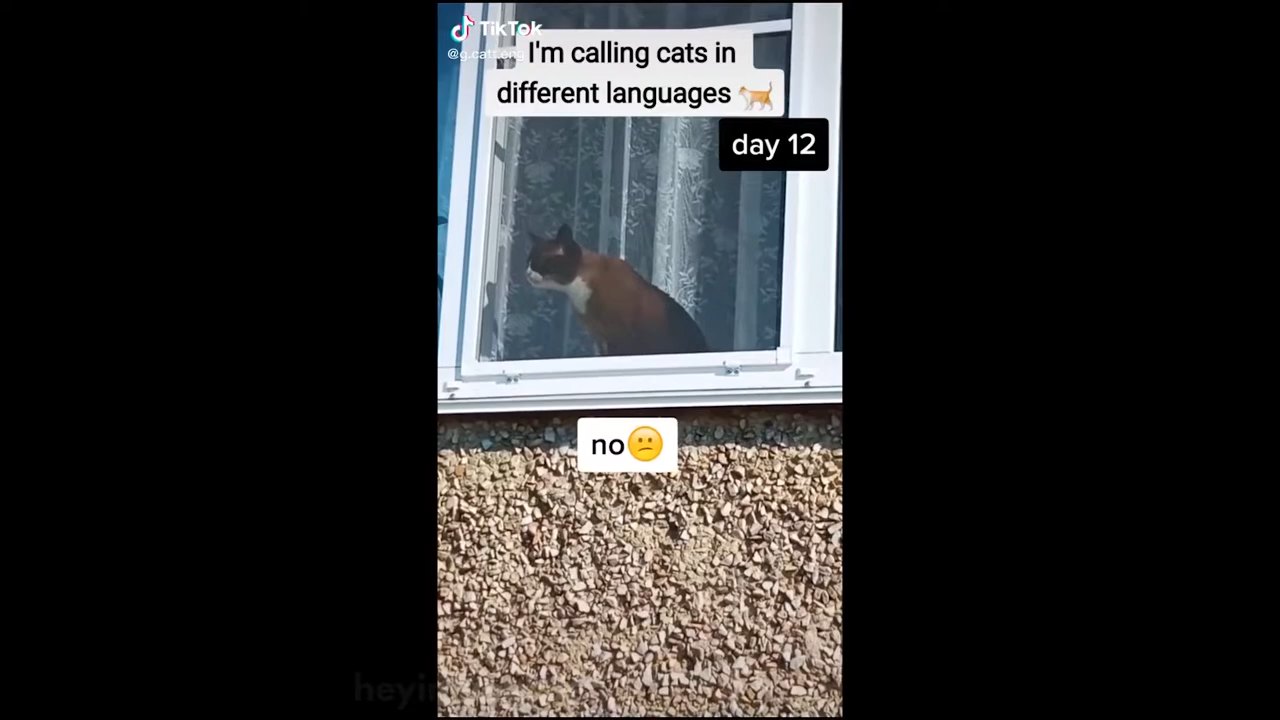 TikTok
I'm calling cats in
different languages 🐈
day 12
no😕